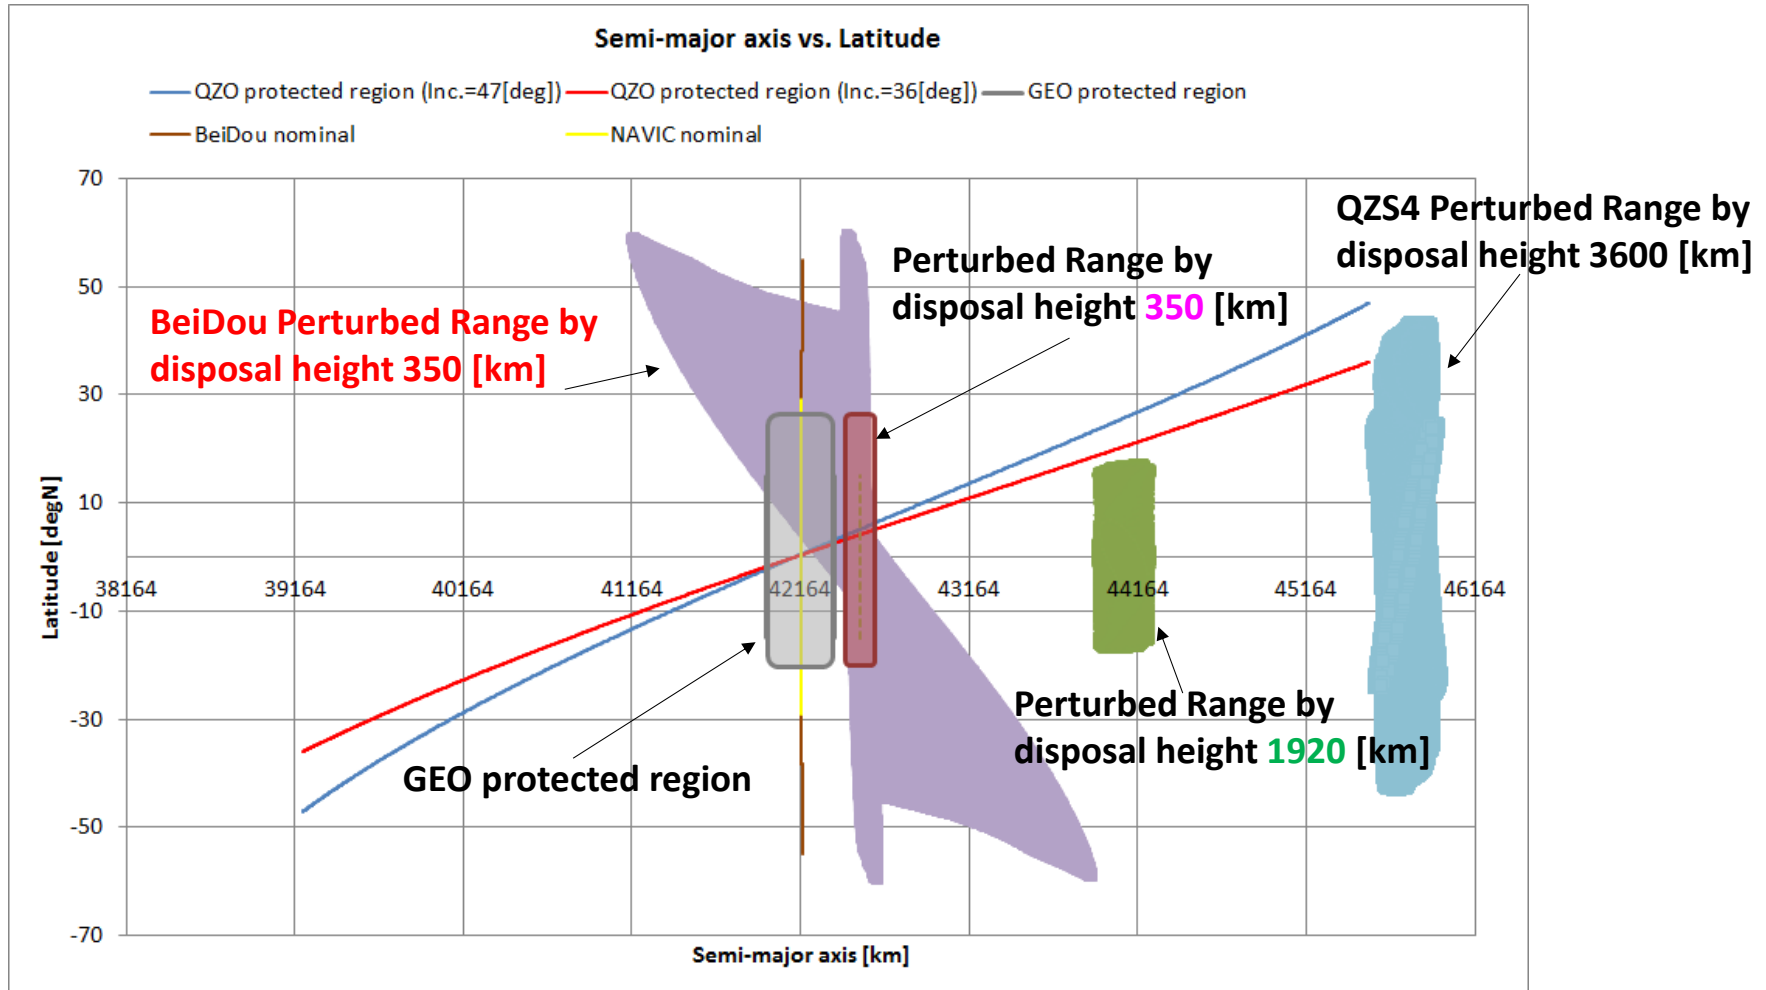 Semi-major axis vs. Latitude
QZO protected region (Inc.=47[deg]) QZO protected region (Inc.=36[deg]) GEO protected region
BeiDou nominal NAVIC nominal
70
50
30
10
-10
-30
-50
-70
Latitude [degN]
38164 39164 40164 41164 42164 43164 44164 45164 46164
Semi-major axis [km]
QZS4 Perturbed Range by
disposal height 3600 [km]
Perturbed Range by
disposal height 350 [km]
BeiDou Perturbed Range by
disposal height 350 [km]
Perturbed Range by
disposal height 1920 [km]
GEO protected region